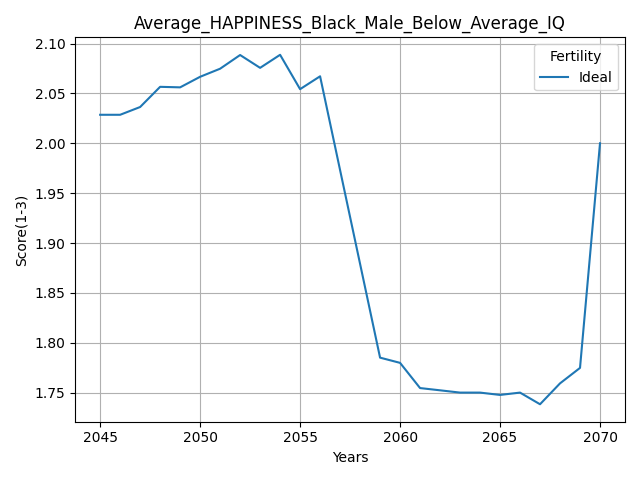 Average_HAPPINESS_Black_Male_Below_Average_IQ
Fertility
Ideal
Score(1-3)
2.10
2.05
2.00
1.95
1.90
1.85
1.80
1.75
2045 2050 2055 2060 2065 2070
Years